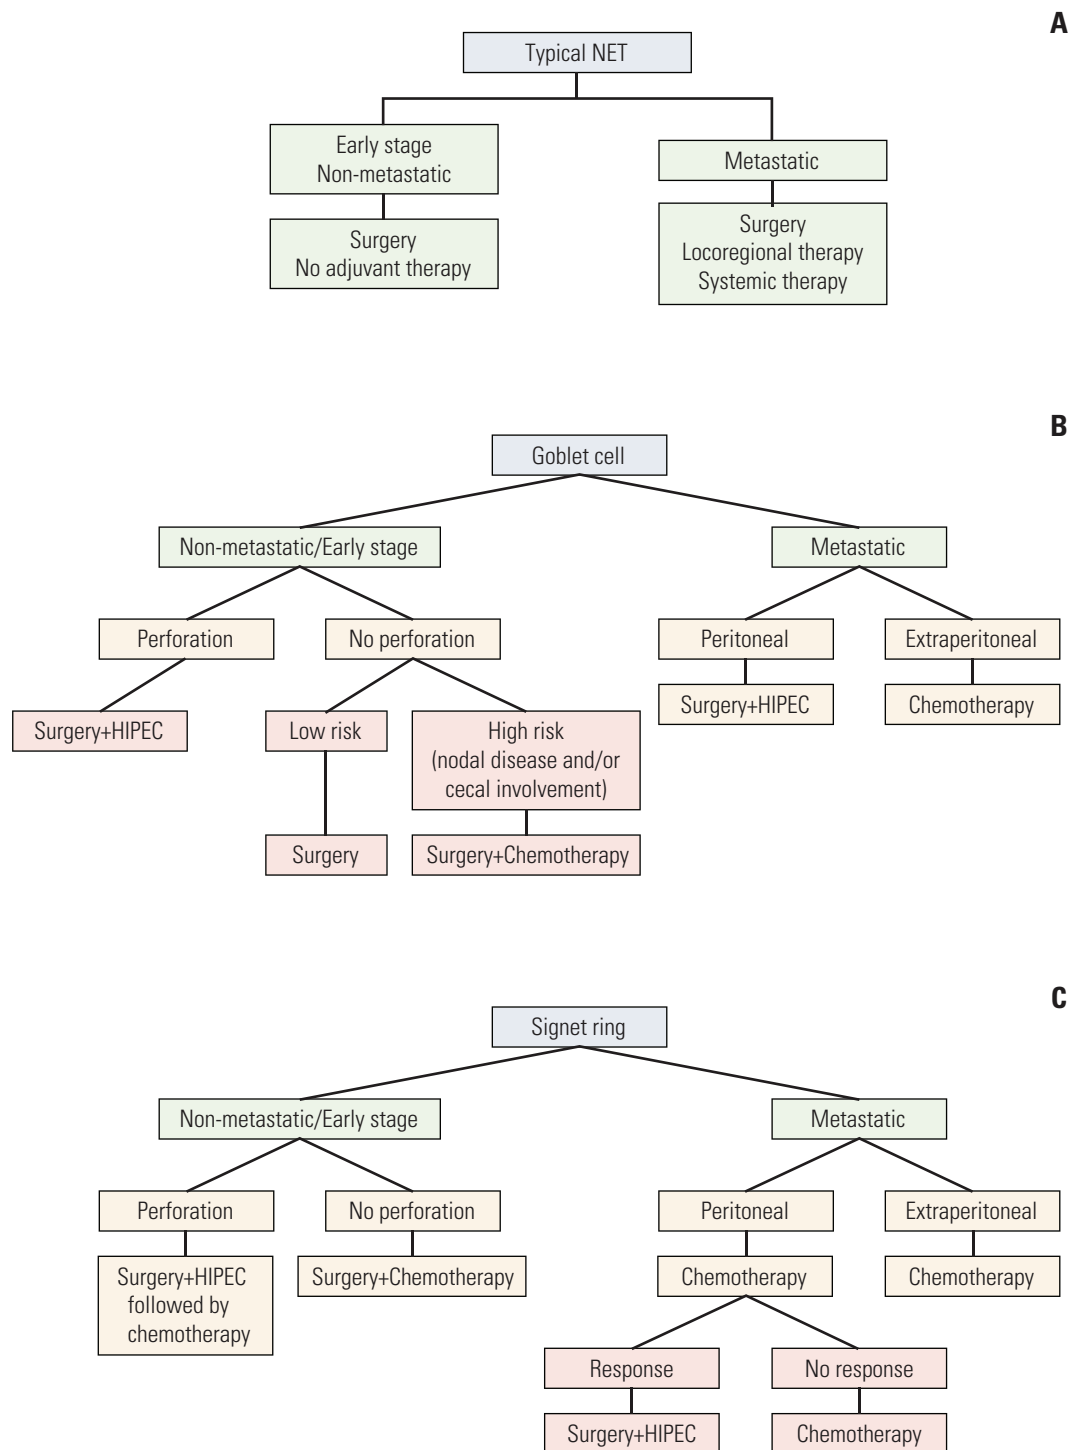 A
Typical NET
Early stage
Non-metastatic
Metastatic
Surgery
No adjuvant therapy
Surgery
Locoregional therapy
Systemic therapy
B
Goblet cell
Non-metastatic/Early stage
Metastatic
Perforation
No perforation
Peritoneal
Extraperitoneal
Surgery+HIPEC
Chemotherapy
Surgery+HIPEC
Low risk
High risk
(nodal disease and/or
cecal involvement)
Surgery
Surgery+Chemotherapy
C
Signet ring
Non-metastatic/Early stage
Metastatic
Perforation
No perforation
Peritoneal
Extraperitoneal
Surgery+HIPEC
followed by
chemotherapy
Surgery+Chemotherapy
Chemotherapy
Chemotherapy
Response
No response
Surgery+HIPEC
Chemotherapy